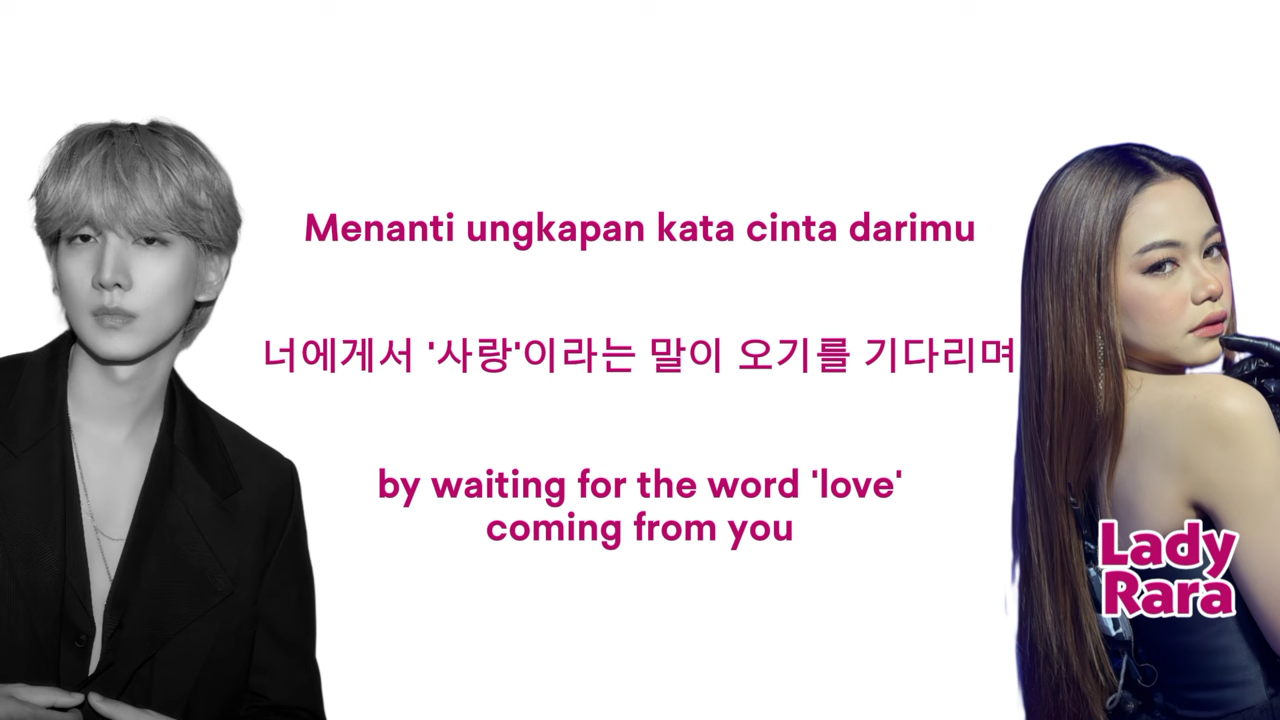 Menanti ungkapan kata cinta darimu
너에게서 '사랑'이라는 말이 오기를 기다리며
by waiting for the word 'love'
coming from you
Lady
Rara